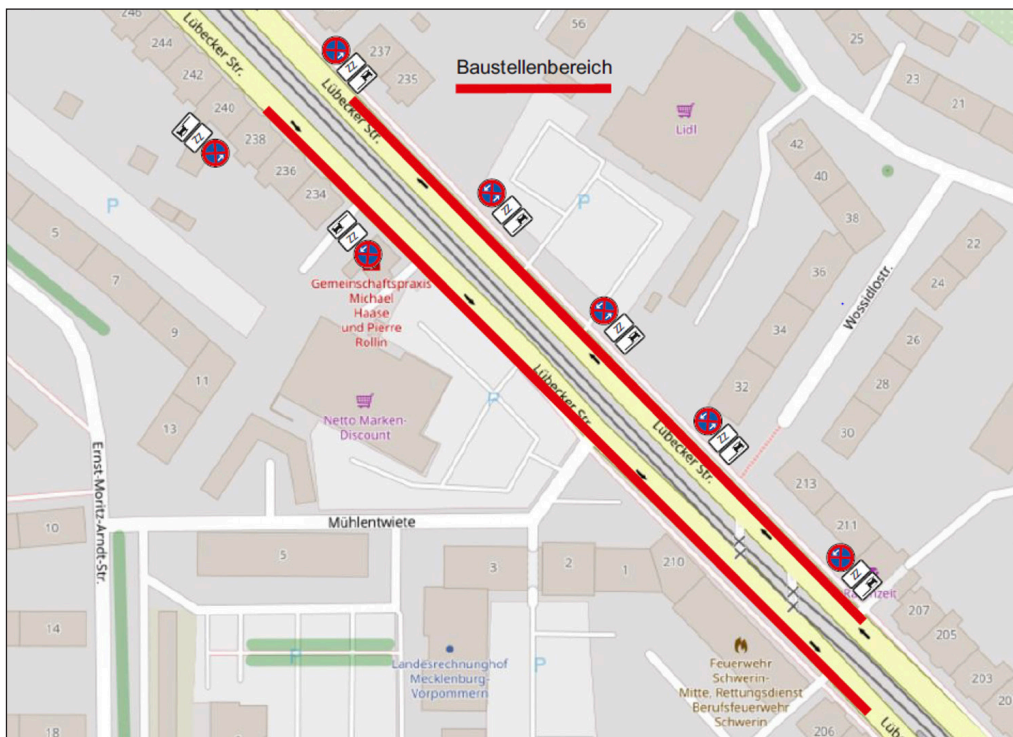 Lübecker Str.
246
244
242
240
238
236
234
237
235
Lübecker Str.
Baustellenbereich
56
25
23
21
Lidl
42
40
38
36
34
32
22
24
26
28
30
Wossidlostr.
P
P
5
7
9
11
13
Gemeinschaftspraxis
Michael
Haase
und Pierre
Rollin
Netto Marken-
Discount
P
Lübecker Str.
Lübecker Str.
213
211
207
205
203
Ernst-Moritz-Arndt-Str.
Mühlentwiete
10
14
18
5
3
2
1
210
P
P
Landesrechnunghof
Mecklenburg-
Vorpommern
Feuerwehr
Schwerin-
Mitte, Rettungsdienst
Berufsfeuerwehr
Schwerin
206